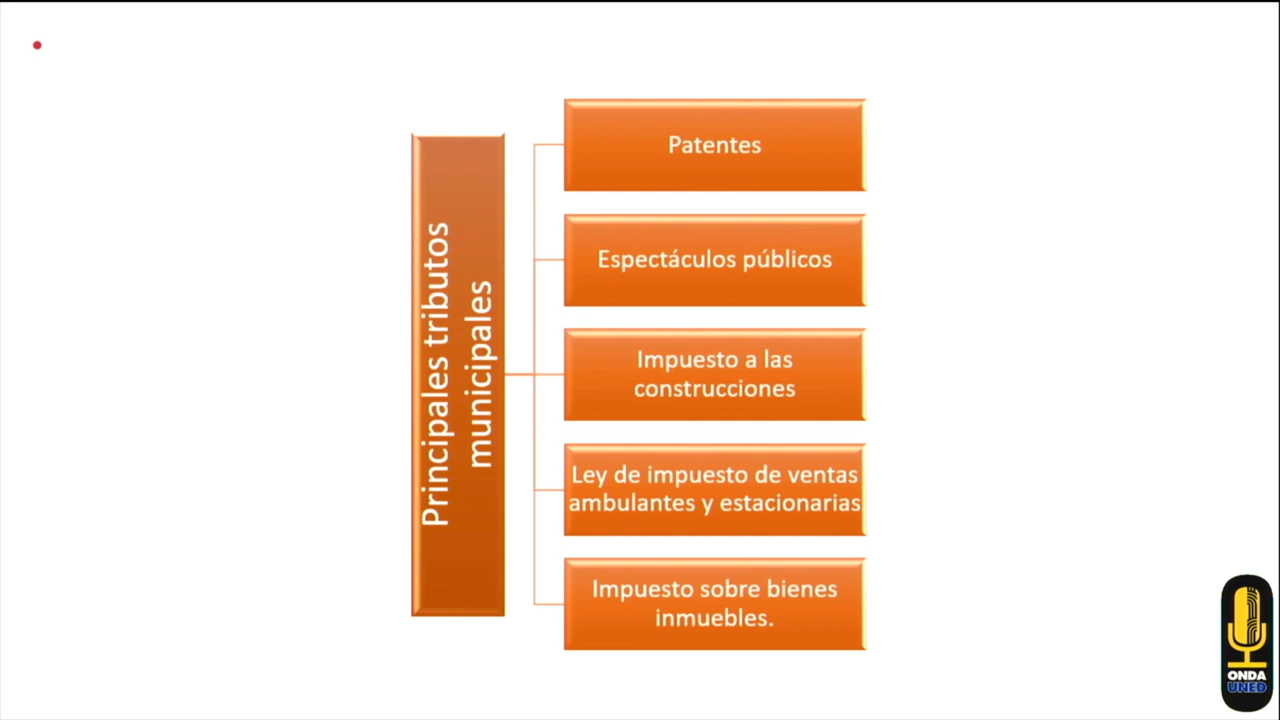 Principales tributos
municipales
Patentes
Espectáculos públicos
Impuesto a las
construcciones
Ley de impuesto de ventas
ambulantes y estacionarias
Impuesto sobre bienes
inmuebles.
ONDA
UNED